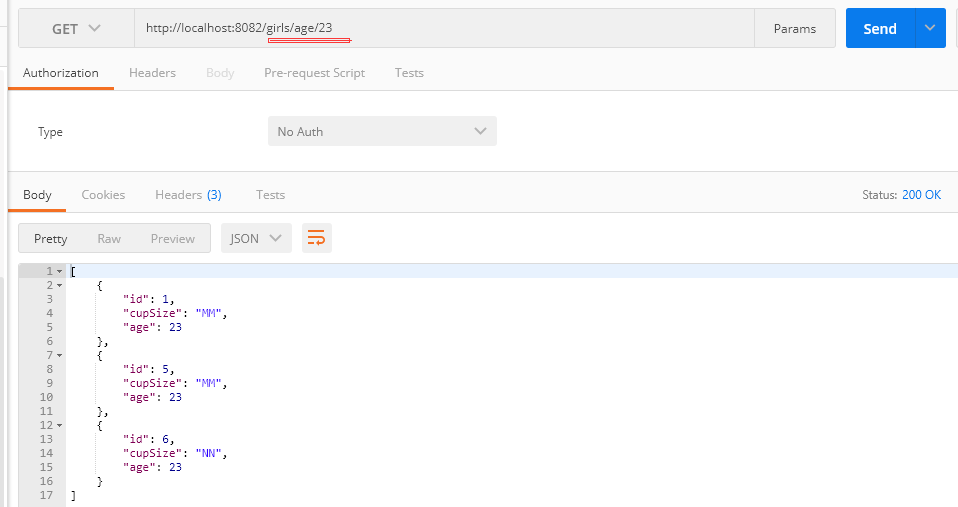 GET http://localhost:8082/girls/age/23 Params Send
Authorization Headers Body Pre-request Script Tests
Type No Auth
Body Cookies Headers (3) Tests Status: 200 OK
Pretty Raw Preview JSON
1 [
2 {
3 "id": 1,
4 "cupSize": "MM",
5 "age": 23
6 },
7 {
8 "id": 5,
9 "cupSize": "MM",
10 "age": 23
11 },
12 {
13 "id": 6,
14 "cupSize": "NN",
15 "age": 23
16 }
17 ]